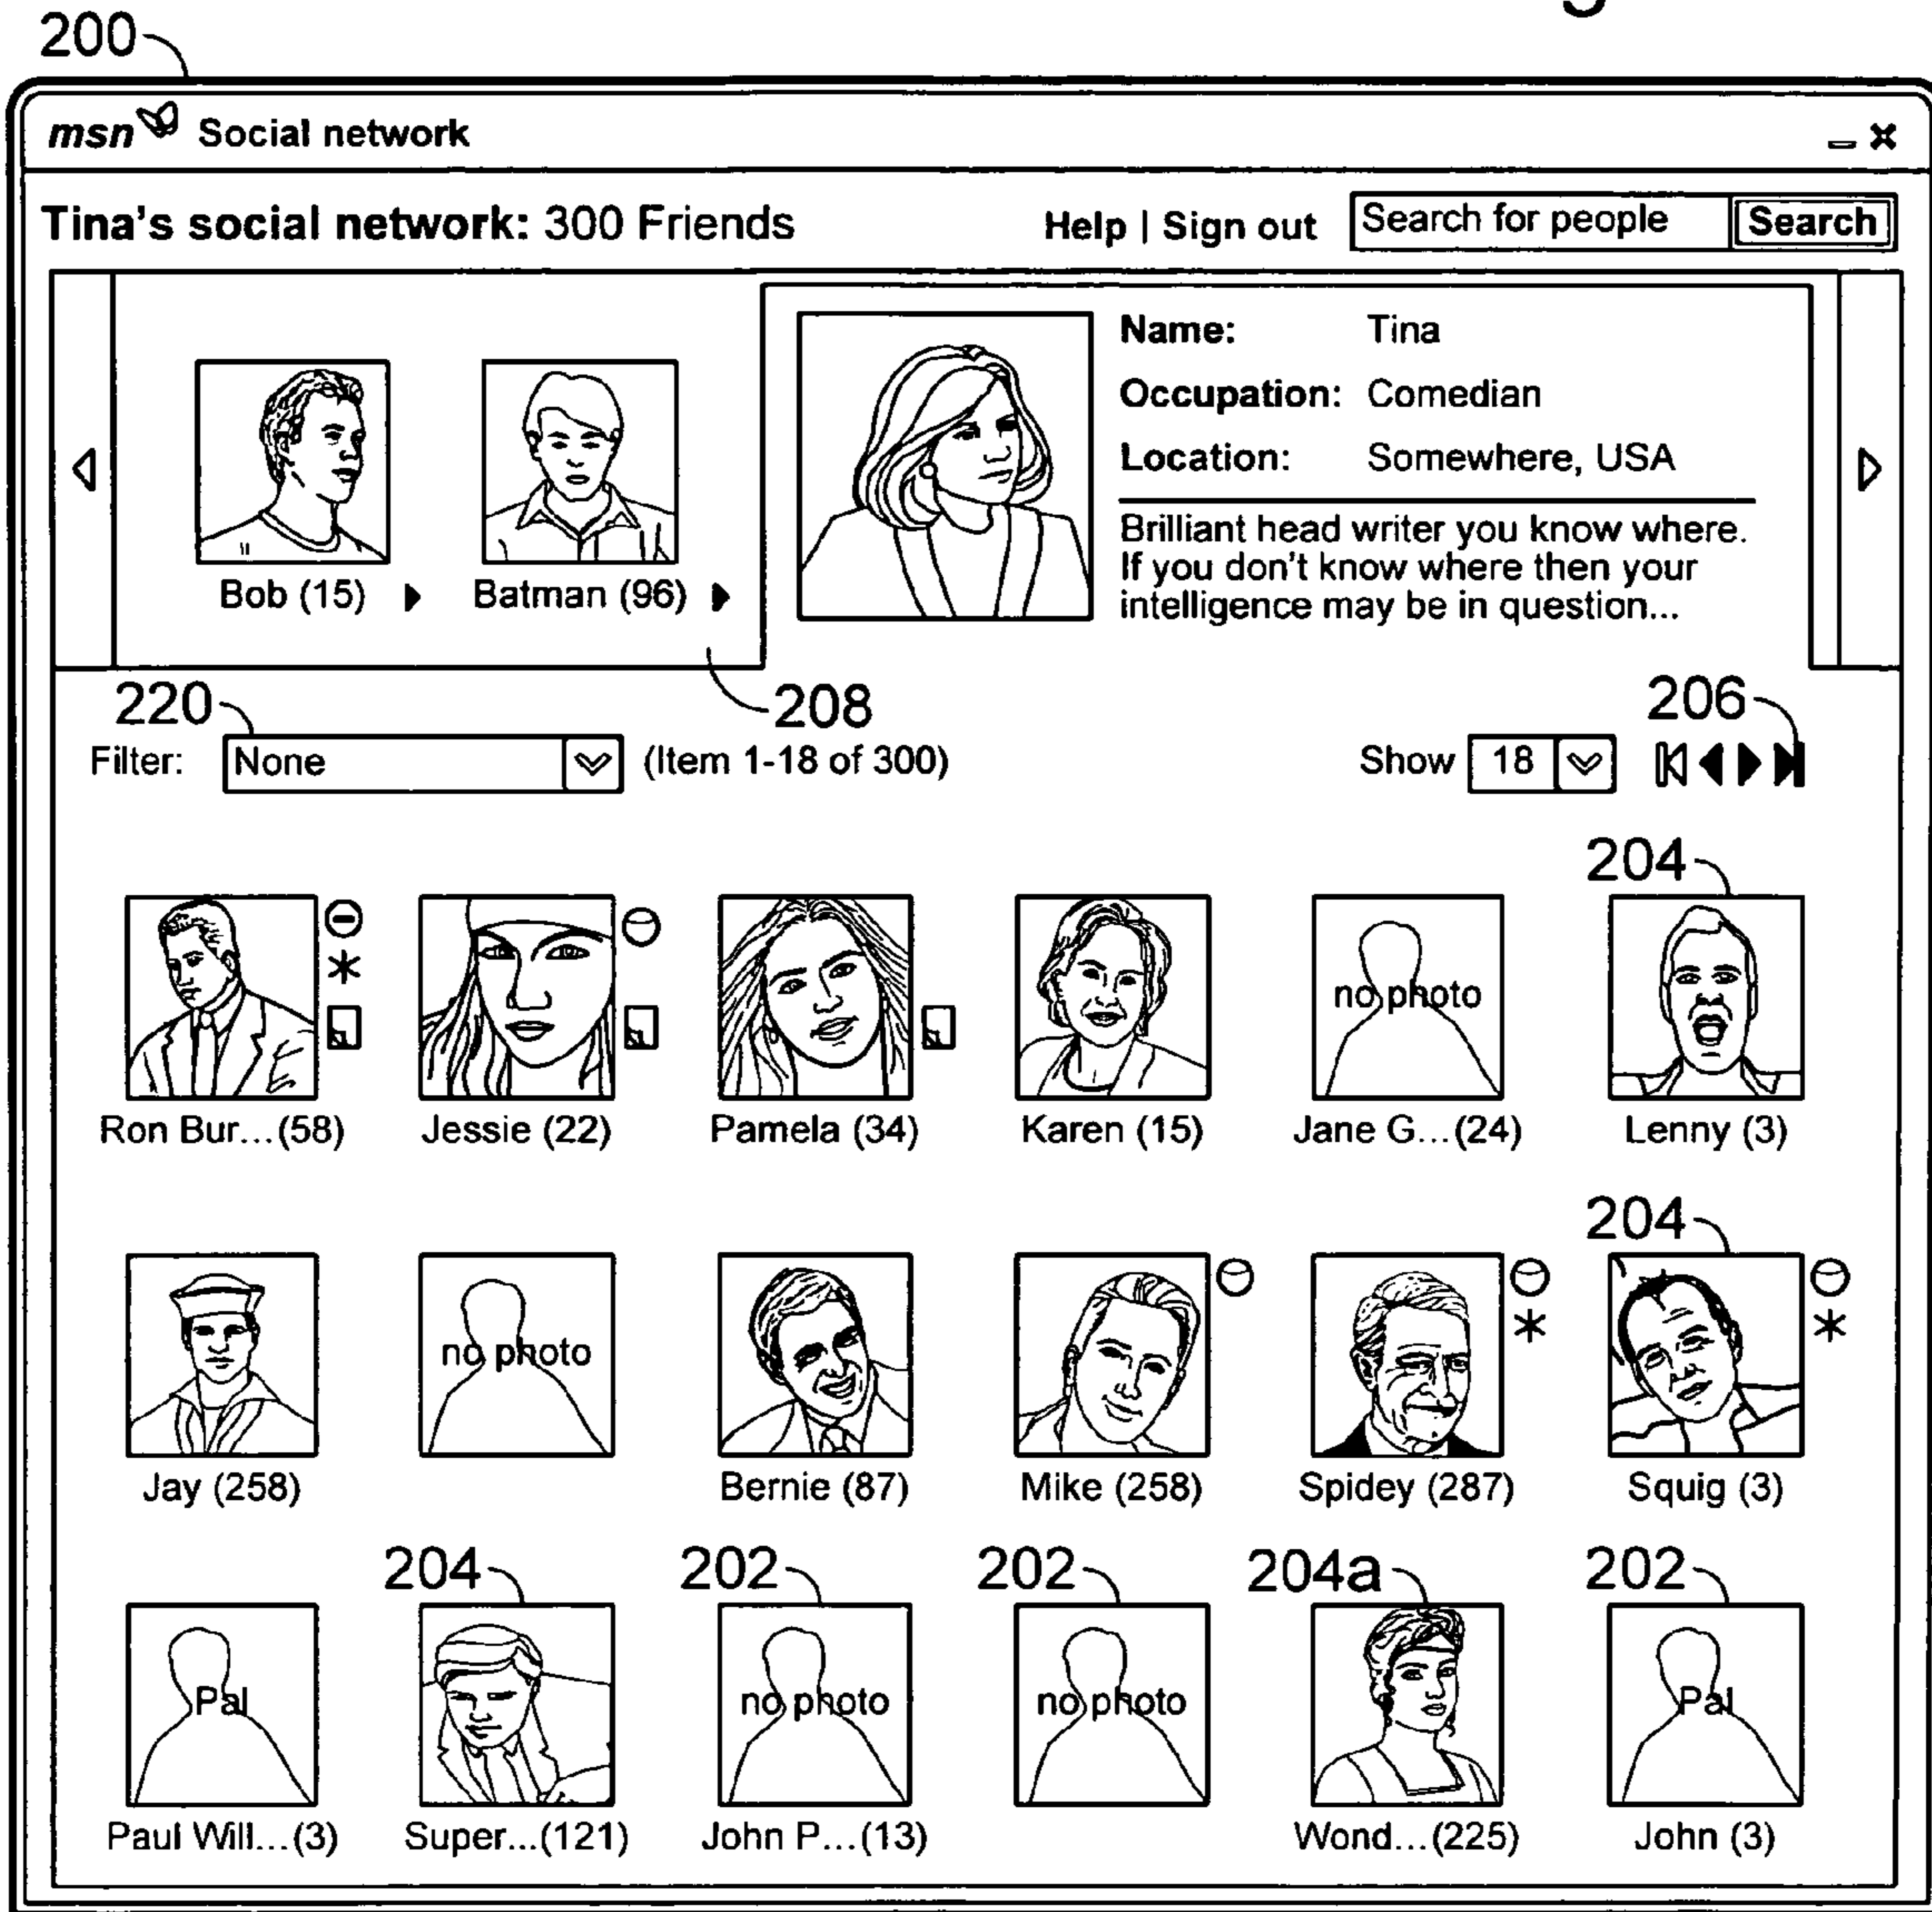 200
msn Social network
Tina's social network: 300 Friends Help | Sign out Search for people Search
Name: Tina
Occupation: Comedian
Location: Somewhere, USA
Brilliant head writer you know where.
If you don't know where then your
intelligence may be in question...
Bob (15) Batman (96)
220 208 206
Filter: None (Item 1-18 of 300) Show 18
204
no photo
Ron Bur...(58) Jessie (22) Pamela (34) Karen (15) Jane G...(24) Lenny (3)
204
no photo
Jay (258) Bernie (87) Mike (258) Spidey (287) Squig (3)
204 202 202 204a 202
Pal no photo no photo Pal
Paul Will...(3) Super...(121) John P...(13) Wond...(225) John (3)